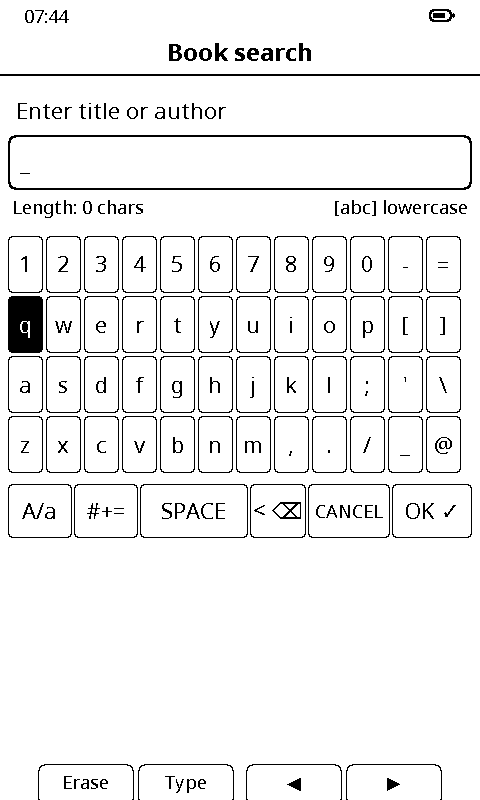 07:44
Book search
Enter title or author
_
Length: 0 chars [abc] lowercase
1 2 3 4 5 6 7 8 9 0 - =
q w e r t y u i o p [ ]
a s d f g h j k l ; ' \
z x c v b n m , . / _ @
A/a #+= SPACE < ⌫ CANCEL OK ✓
Erase Type ◀ ▶